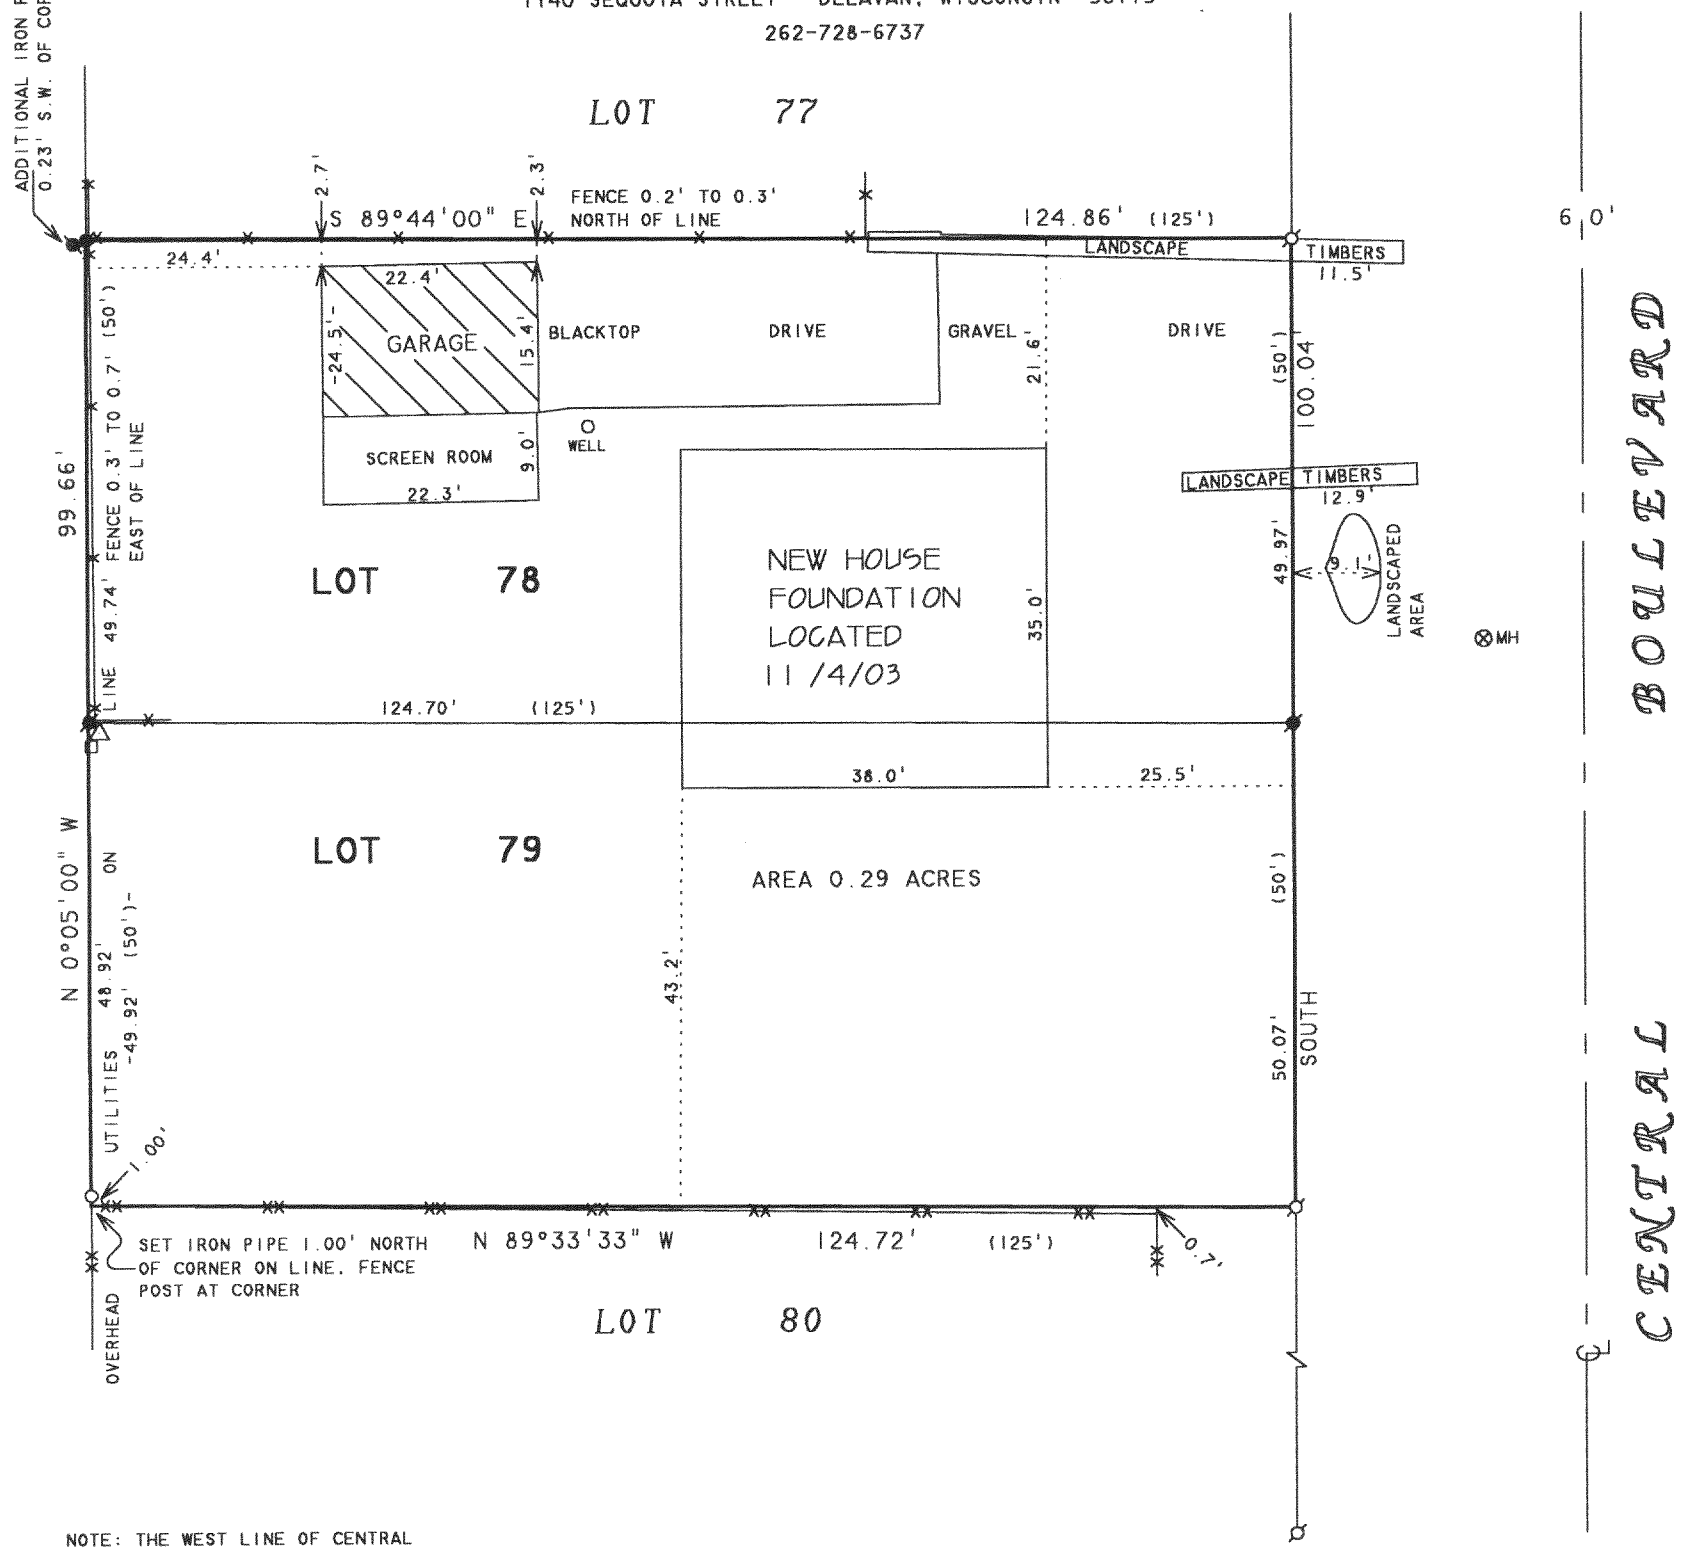 262-728-6737
ADDITIONAL IRON
0.23' S.W. OF
LOT 77
2.7'
2.3'
FENCE 0.2' TO 0.3'
NORTH OF LINE
S 89°44'00" E
124.86' (125')
60'
LANDSCAPE TIMBERS
11.5'
24.4'
22.4'
-24.5'-
GARAGE
15.4'
BLACKTOP DRIVE
GRAVEL DRIVE
21.6'
(50')
100.04'
WELL
SCREEN ROOM
9.0'
22.3'
LANDSCAPE TIMBERS
12.9'
99.66'
LINE 49.74' FENCE 0.3' TO 0.7' (50')
EAST OF LINE
LOT 78
NEW HOUSE
FOUNDATION
LOCATED
11/4/03
35.0'
49.97'
9.1'
LANDSCAPED
AREA
MH
124.70' (125')
38.0'
25.5'
LOT 79
AREA 0.29 ACRES
N 0°05'00" W
OVERHEAD UTILITIES 48.92' ON
-49.92' (50')-
43.2'
(50')
50.07'
SOUTH
CENTRAL BOULEVARD
1.00'
SET IRON PIPE 1.00' NORTH
OF CORNER ON LINE. FENCE
POST AT CORNER
N 89°33'33" W
124.72' (125')
0.7'
LOT 80
NOTE: THE WEST LINE OF CENTRAL